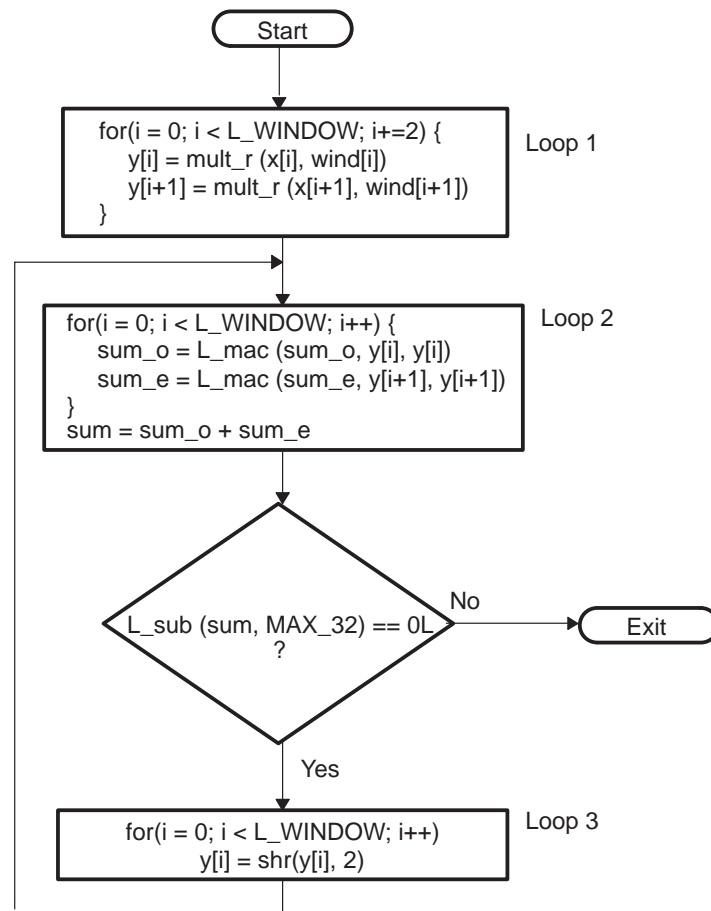 Start
for(i = 0; i < L_WINDOW; i+=2) {
y[i] = mult_r (x[i], wind[i])
y[i+1] = mult_r (x[i+1], wind[i+1])
}
Loop 1
for(i = 0; i < L_WINDOW; i++) {
sum_o = L_mac (sum_o, y[i], y[i])
sum_e = L_mac (sum_e, y[i+1], y[i+1])
}
sum = sum_o + sum_e
Loop 2
L_sub (sum, MAX_32) == 0L
?
No
Exit
Yes
for(i = 0; i < L_WINDOW; i++)
y[i] = shr(y[i], 2)
Loop 3